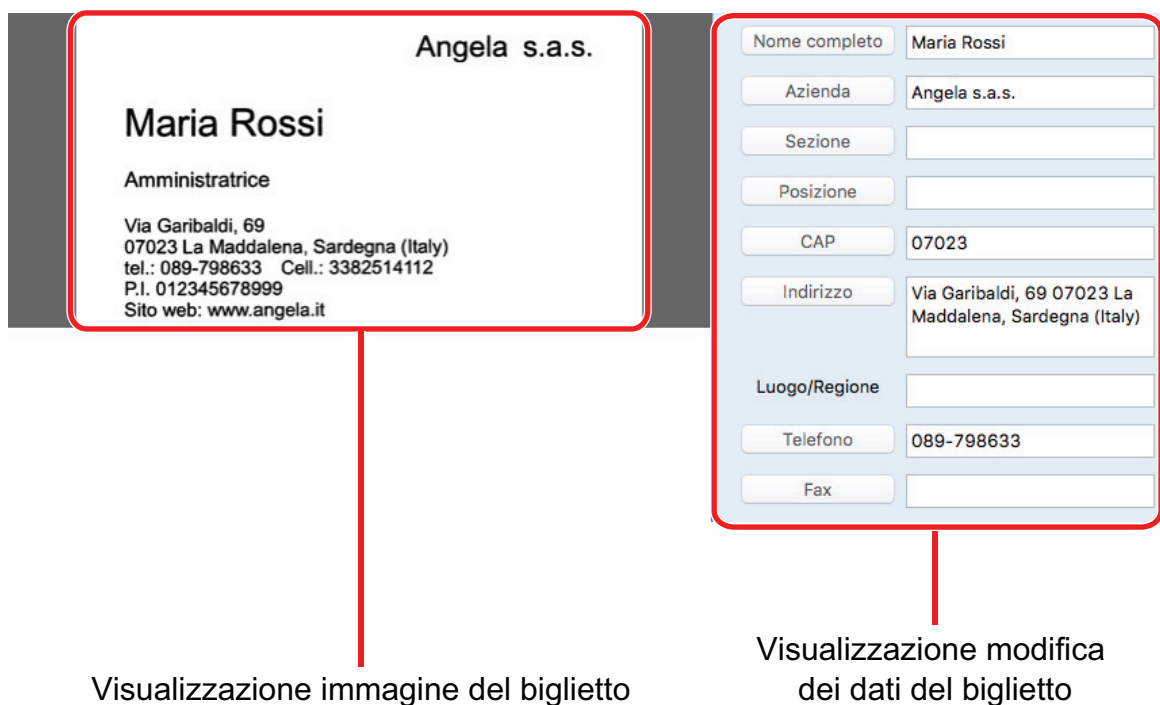 Angela s.a.s.
Maria Rossi
Amministratrice
Via Garibaldi, 69
07023 La Maddalena, Sardegna (Italy)
tel.: 089-798633 Cell.: 3382514112
P.I. 012345678999
Sito web: www.angela.it
Nome completo Maria Rossi
Azienda Angela s.a.s.
Sezione
Posizione
CAP 07023
Indirizzo Via Garibaldi, 69 07023 La
Maddalena, Sardegna (Italy)
Luogo/Regione
Telefono 089-798633
Fax
Visualizzazione immagine del biglietto
Visualizzazione modifica
dei dati del biglietto